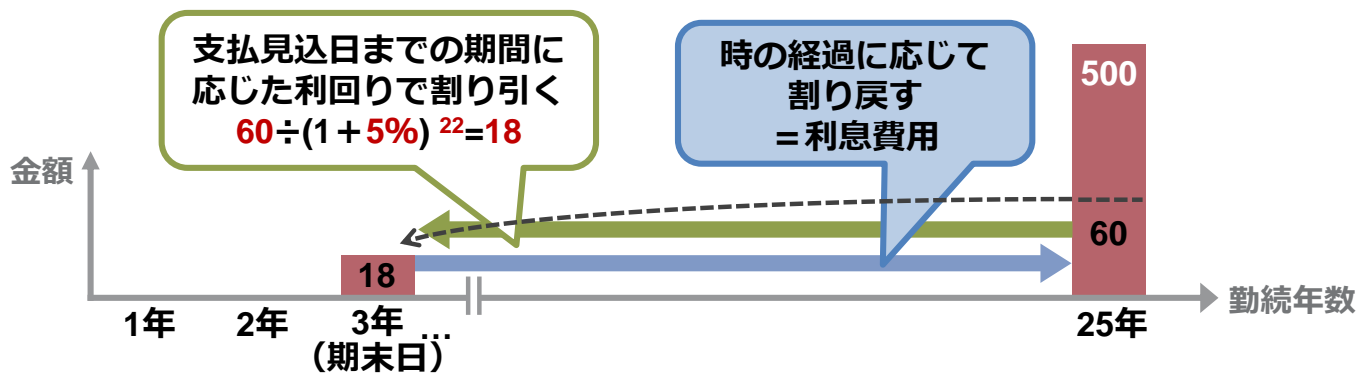 支払見込日までの期間に
応じた利回りで割り引く
60÷(1＋5%) 22=18
時の経過に応じて
割り戻す
＝利息費用
500
金額
60
18
勤続年数
1年
2年
3年
…
25年
（期末日）